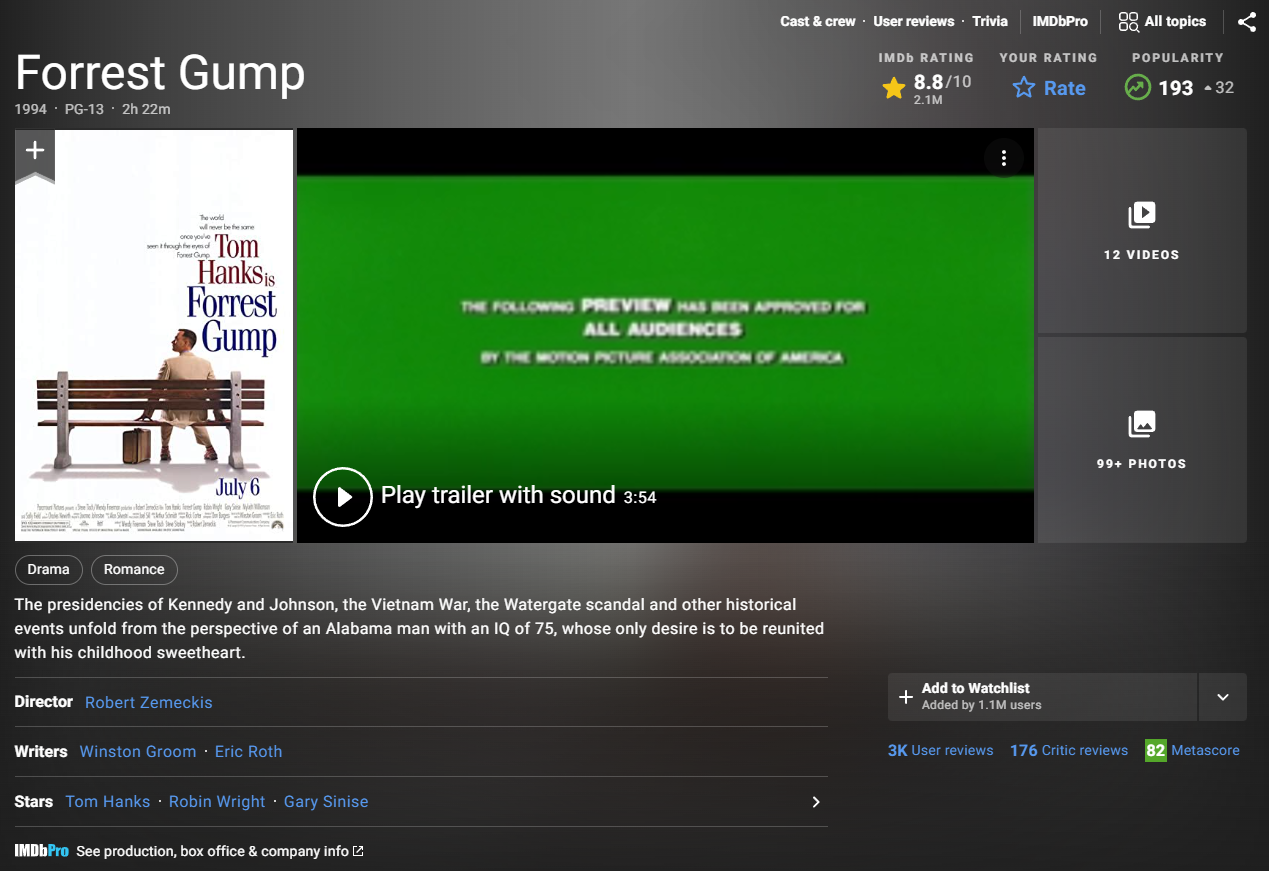 Cast & crew · User reviews · Trivia IMDbPro All topics
Forrest Gump
1994 · PG-13 · 2h 22m
IMDb RATING
8.8/10
2.1M
YOUR RATING
Rate
POPULARITY
193 32
The world
will never be the same
once you've
seen it through the eyes of
Forrest Gump.
Tom
Hanks is
Forrest
Gump
July 6
THE FOLLOWING PREVIEW HAS BEEN APPROVED FOR
ALL AUDIENCES
BY THE MOTION PICTURE ASSOCIATION OF AMERICA
Play trailer with sound 3:54
12 VIDEOS
99+ PHOTOS
Drama Romance
The presidencies of Kennedy and Johnson, the Vietnam War, the Watergate scandal and other historical
events unfold from the perspective of an Alabama man with an IQ of 75, whose only desire is to be reunited
with his childhood sweetheart.
Director Robert Zemeckis
Writers Winston Groom · Eric Roth
Stars Tom Hanks · Robin Wright · Gary Sinise
IMDbPro See production, box office & company info
Add to Watchlist
Added by 1.1M users
3K User reviews 176 Critic reviews 82 Metascore